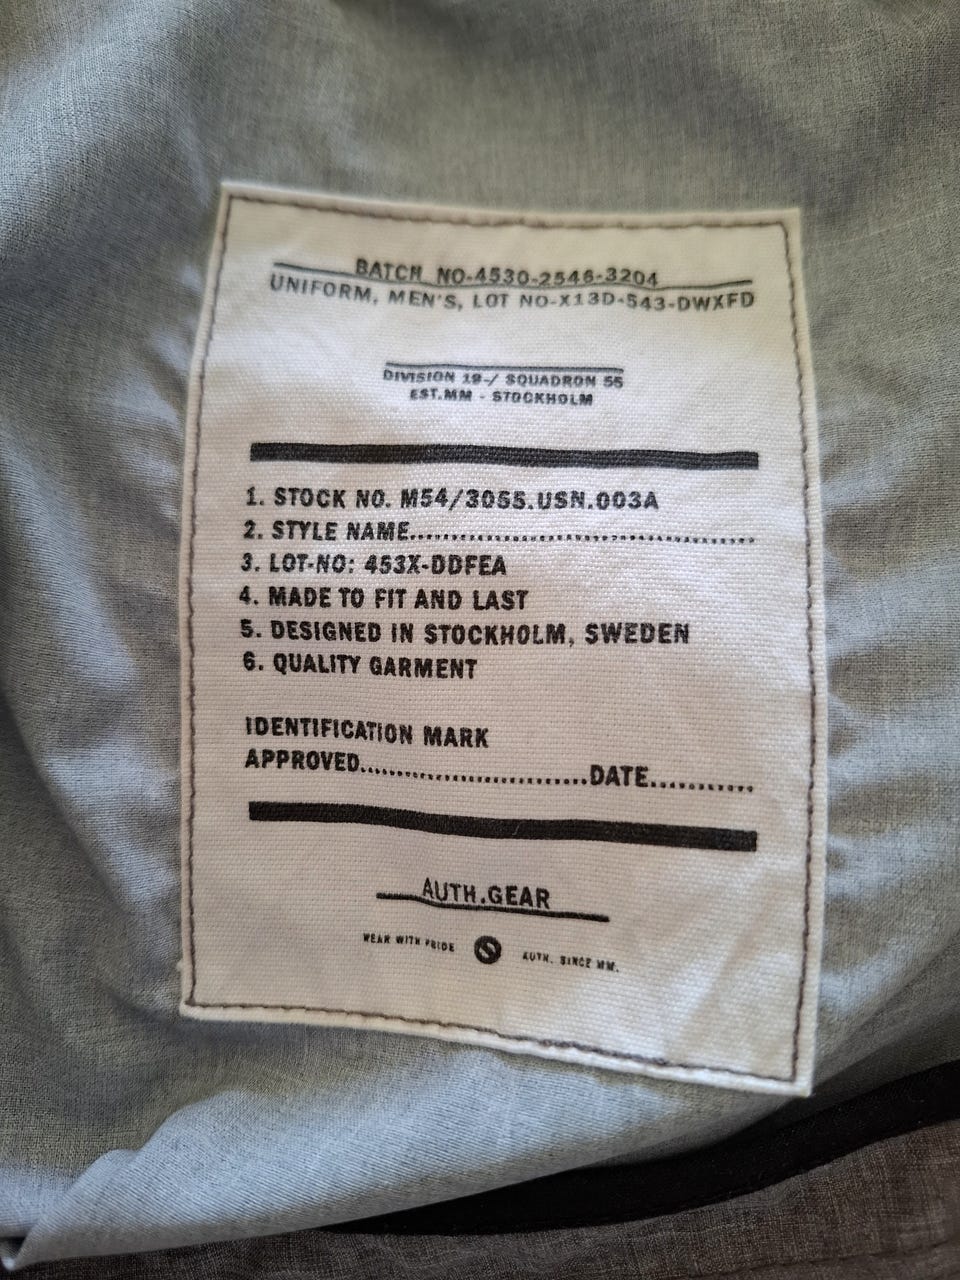 BATCH NO-4530-2546-3204
UNIFORM, MEN'S, LOT NO-X13D-543-DWXFD
DIVISION 19-/ SQUADRON 55
EST.MM - STOCKHOLM
1. STOCK NO. M54/3055.USN.003A
2. STYLE NAME..............................................
3. LOT-NO: 453X-DDFEA
4. MADE TO FIT AND LAST
5. DESIGNED IN STOCKHOLM, SWEDEN
6. QUALITY GARMENT
IDENTIFICATION MARK
APPROVED..............................DATE..............
AUTH.GEAR
WEAR WITH PRIDE S AUTH. SINCE MM.